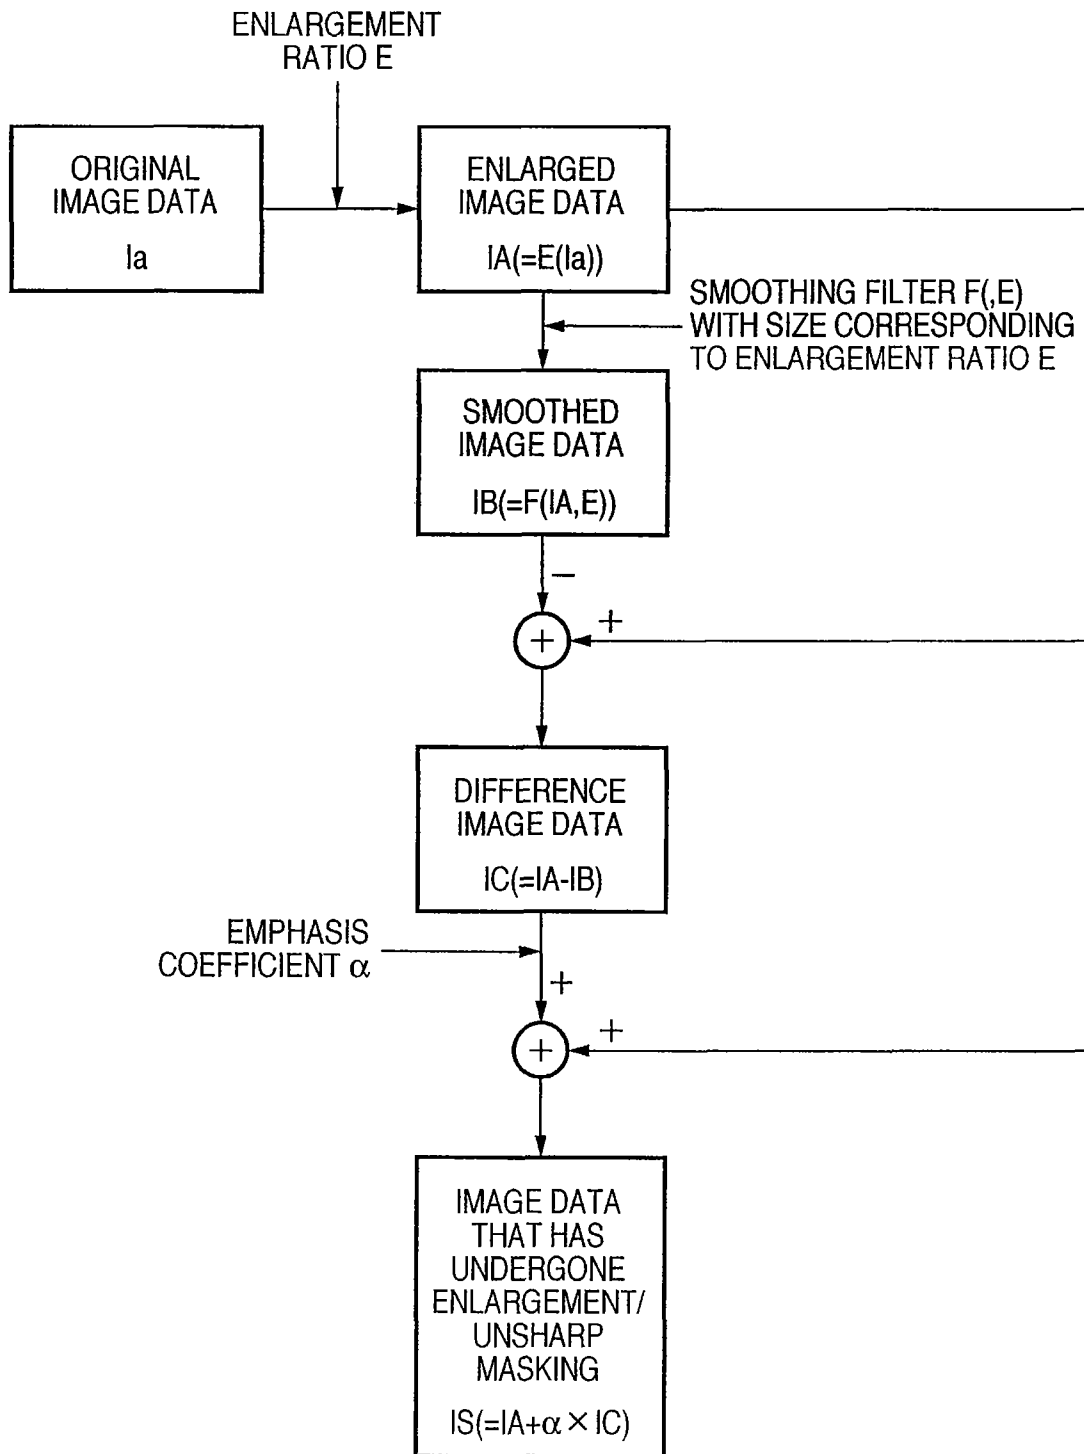 ENLARGEMENT
RATIO E
ORIGINAL
IMAGE DATA
Ia
ENLARGED
IMAGE DATA
IA(=E(Ia))
SMOOTHING FILTER F(,E)
WITH SIZE CORRESPONDING
TO ENLARGEMENT RATIO E
SMOOTHED
IMAGE DATA
IB(=F(IA,E))
−
+
+
DIFFERENCE
IMAGE DATA
IC(=IA-IB)
EMPHASIS
COEFFICIENT α
+
+
+
IMAGE DATA
THAT HAS
UNDERGONE
ENLARGEMENT/
UNSHARP
MASKING
IS(=IA+α×IC)